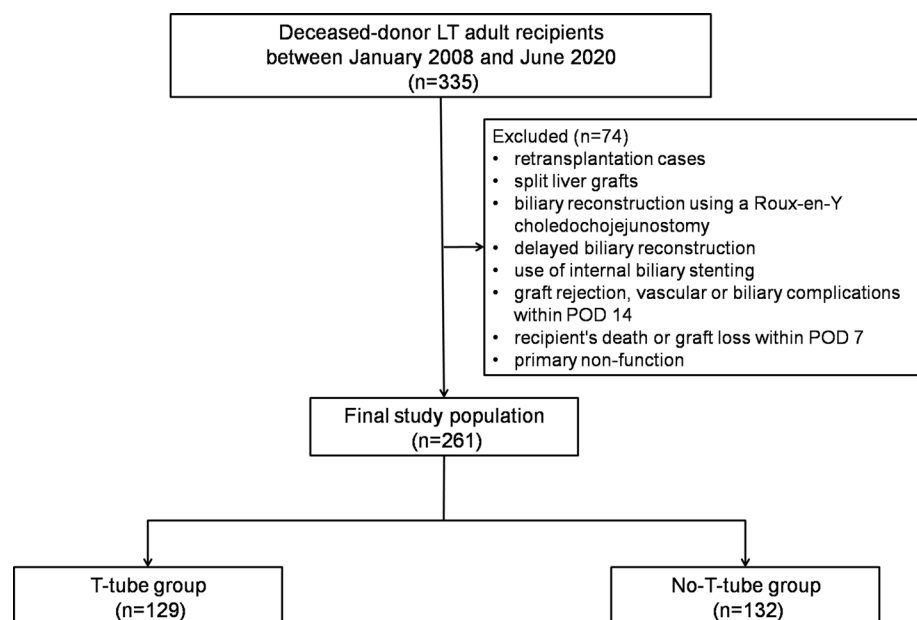 Deceased-donor LT adult recipients
between January 2008 and June 2020
(n=335)
Excluded (n=74)
• retransplantation cases
• split liver grafts
• biliary reconstruction using a Roux-en-Y
choledochojejunostomy
• delayed biliary reconstruction
• use of internal biliary stenting
• graft rejection, vascular or biliary complications
within POD 14
• recipient's death or graft loss within POD 7
• primary non-function
Final study population
(n=261)
T-tube group
(n=129)
No-T-tube group
(n=132)